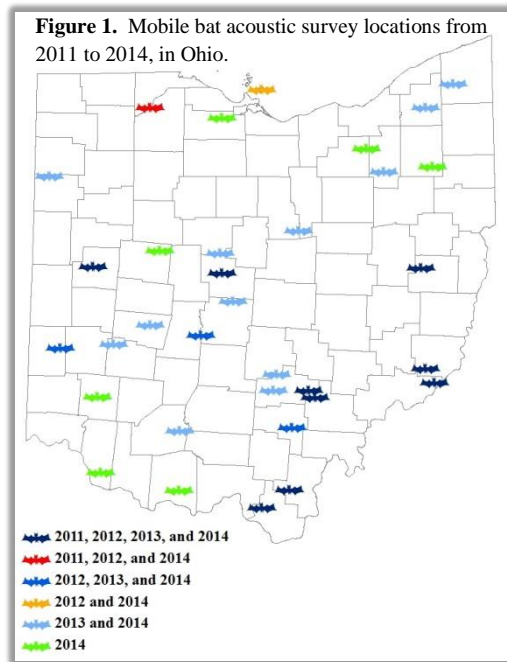 Figure 1. Mobile bat acoustic survey locations from
2011 to 2014, in Ohio.
2011, 2012, 2013, and 2014
2011, 2012, and 2014
2012, 2013, and 2014
2012 and 2014
2013 and 2014
2014